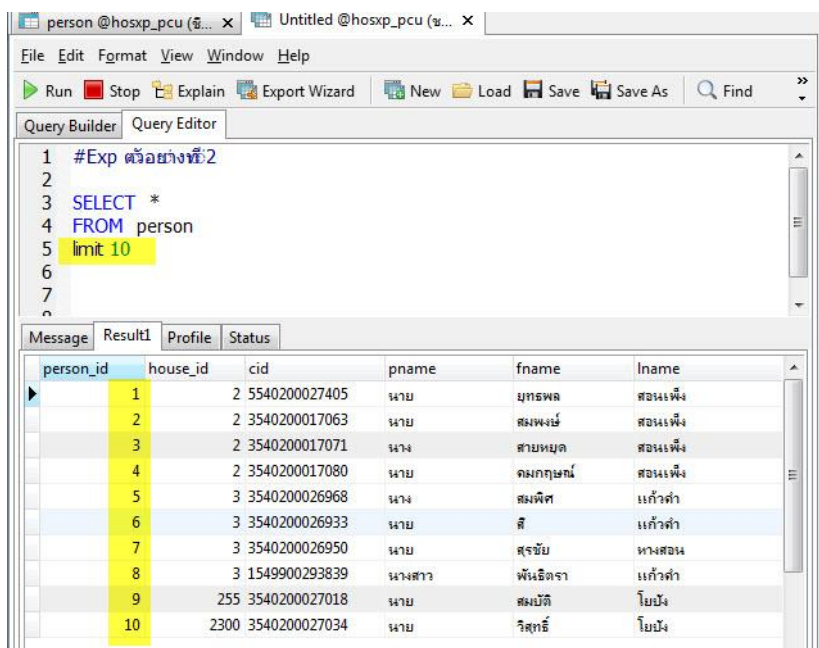 person @hosxp_pcu (ชื... x Untitled @hosxp_pcu (ช... x
File Edit Format View Window Help
Run Stop Explain Export Wizard New Load Save Save As Find »
Query Builder Query Editor
1 #Exp ตัวอย่างที่2
2
3 SELECT *
4 FROM person
5 limit 10
6
7
Message Result1 Profile Status
person_id house_id cid pname fname lname
1 2 5540200027405 นาย ยุทธพล สอนเพ็ง
2 2 3540200017063 นาย สมพงษ์ สอนเพ็ง
3 2 3540200017071 นาง สายหยุด สอนเพ็ง
4 2 3540200017080 นาย คมกฤษณ์ สอนเพ็ง
5 3 3540200026968 นาง สมพิศ แก้วดำ
6 3 3540200026933 นาย สี แก้วดำ
7 3 3540200026950 นาย สุรชัย หางสอน
8 3 1549900293839 นางสาว พันธิตรา แก้วดำ
9 255 3540200027018 นาย สมบัติ โยปัง
10 2300 3540200027034 นาย วิสุทธิ์ โยปัง